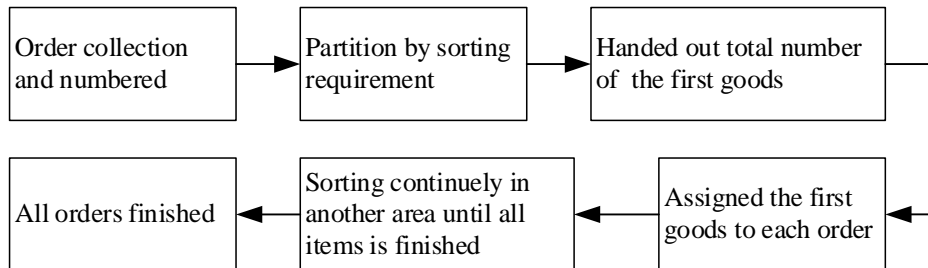 Order collection
and numbered
Partition by sorting
requirement
Handed out total number
of the first goods
Assigned the first
goods to each order
Sorting continuely in
another area until all
items is finished
All orders finished